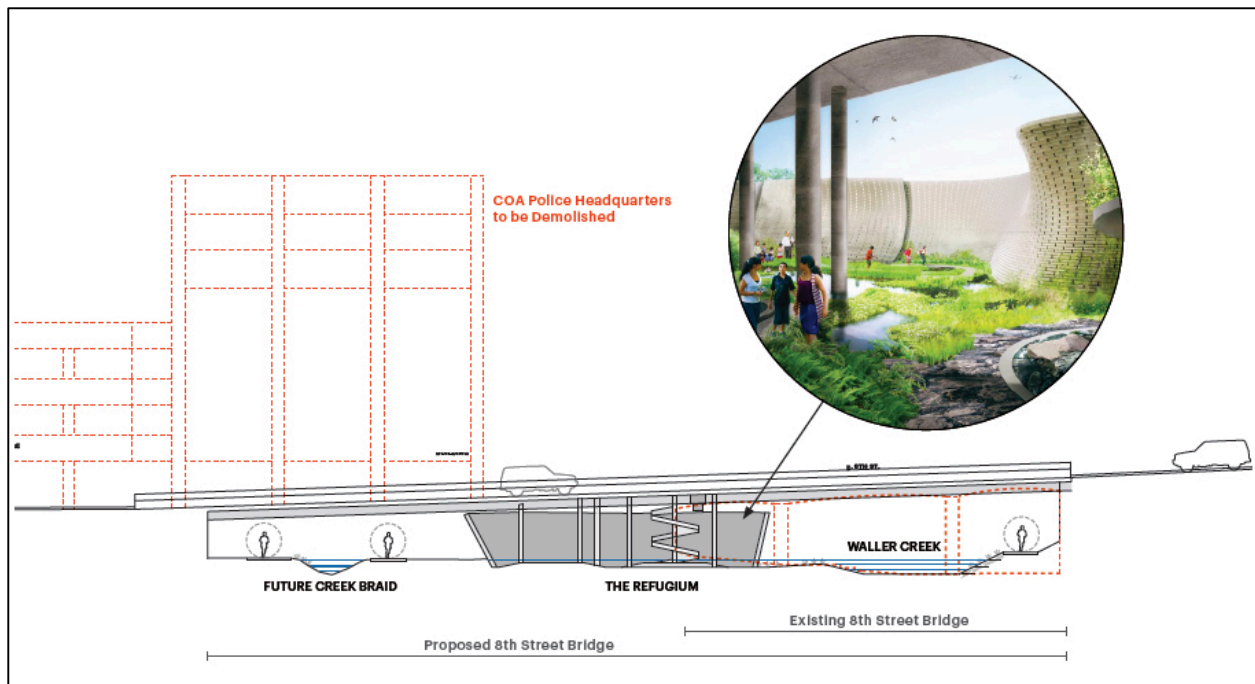 COA Police Headquarters
to be Demolished
WALLER CREEK
FUTURE CREEK BRAID
THE REFUGIUM
Existing 8th Street Bridge
Proposed 8th Street Bridge